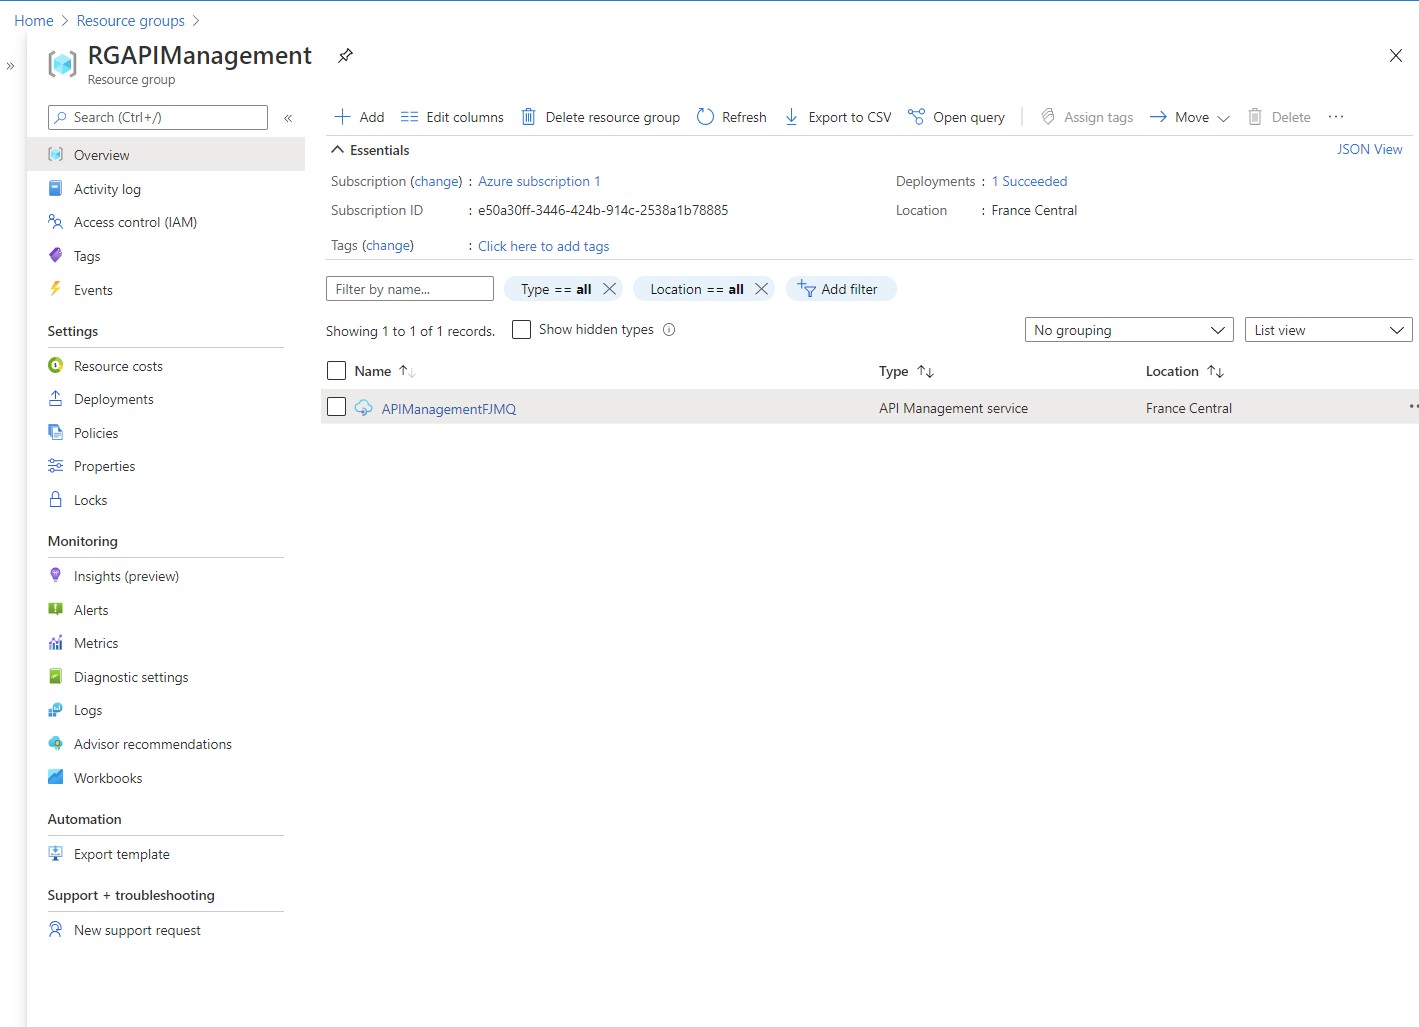 Home > Resource groups >
RGAPIManagement
Resource group
Search (Ctrl+/)
Overview
Activity log
Access control (IAM)
Tags
Events
Settings
Resource costs
Deployments
Policies
Properties
Locks
Monitoring
Insights (preview)
Alerts
Metrics
Diagnostic settings
Logs
Advisor recommendations
Workbooks
Automation
Export template
Support + troubleshooting
New support request
Add Edit columns Delete resource group Refresh Export to CSV Open query Assign tags Move Delete ...
Essentials JSON View
Subscription (change) : Azure subscription 1 Deployments : 1 Succeeded
Subscription ID : e50a30ff-3446-424b-914c-2538a1b78885 Location : France Central
Tags (change) : Click here to add tags
Filter by name... Type == all Location == all Add filter
Showing 1 to 1 of 1 records. Show hidden types No grouping List view
Name Type Location
APIManagementFJMQ API Management service France Central